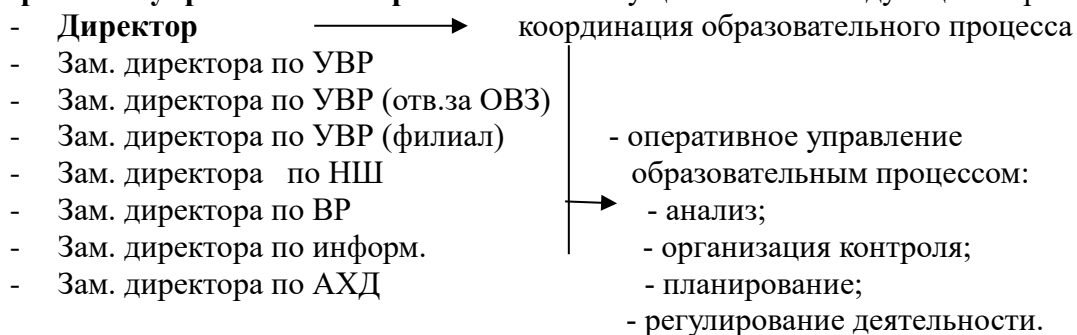 - Директор координация образовательного процесса
- Зам. директора по УВР
- Зам. директора по УВР (отв.за ОВЗ)
- Зам. директора по УВР (филиал) - оперативное управление
- Зам. директора по НШ образовательным процессом:
- Зам. директора по ВР - анализ;
- Зам. директора по информ. - организация контроля;
- Зам. директора по АХД - планирование;
- регулирование деятельности.